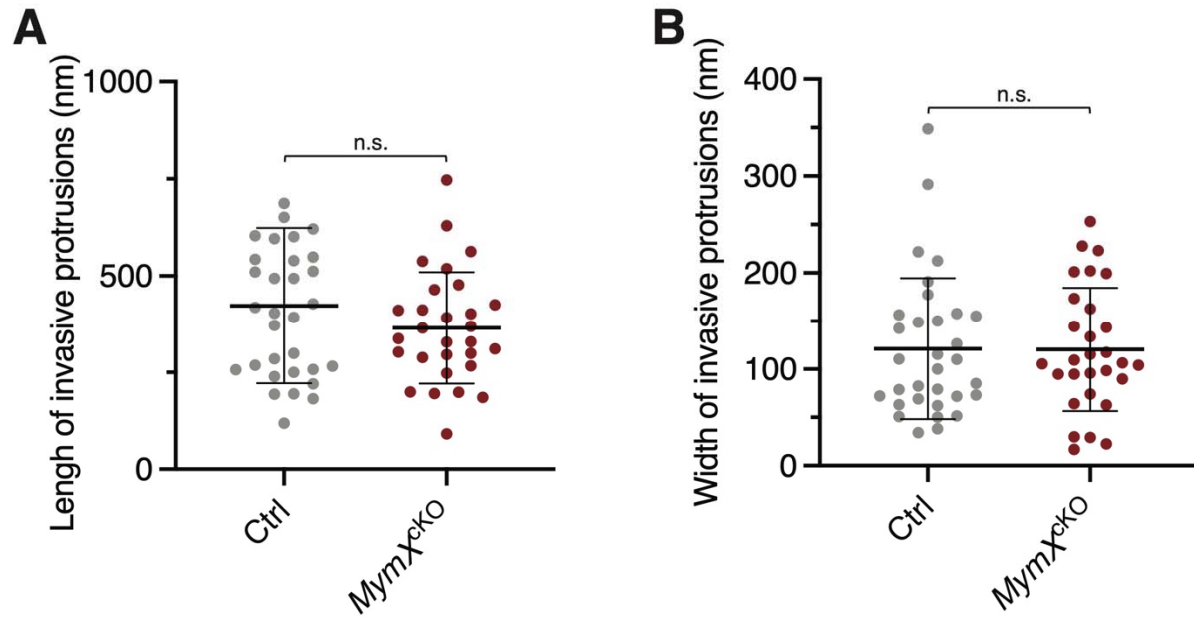 A
Lengh of invasive protrusions (nm)
1000
500
0
n.s.
Ctrl
MymX^cKO
B
Width of invasive protrusions (nm)
400
300
200
100
0
n.s.
Ctrl
MymX^cKO